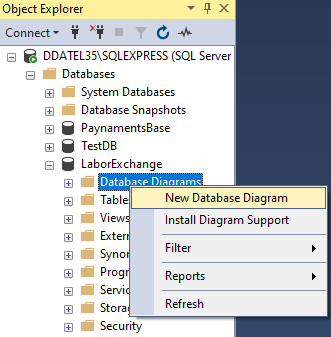 Object Explorer
Connect
DDATEL35\SQLEXPRESS (SQL Server
Databases
System Databases
Database Snapshots
PaynamentsBase
TestDB
LaborExchange
Database Diagrams
New Database Diagram
Table
Install Diagram Support
Views
Extern
Filter
Synor
Progr
Reports
Servic
Storag
Refresh
Security